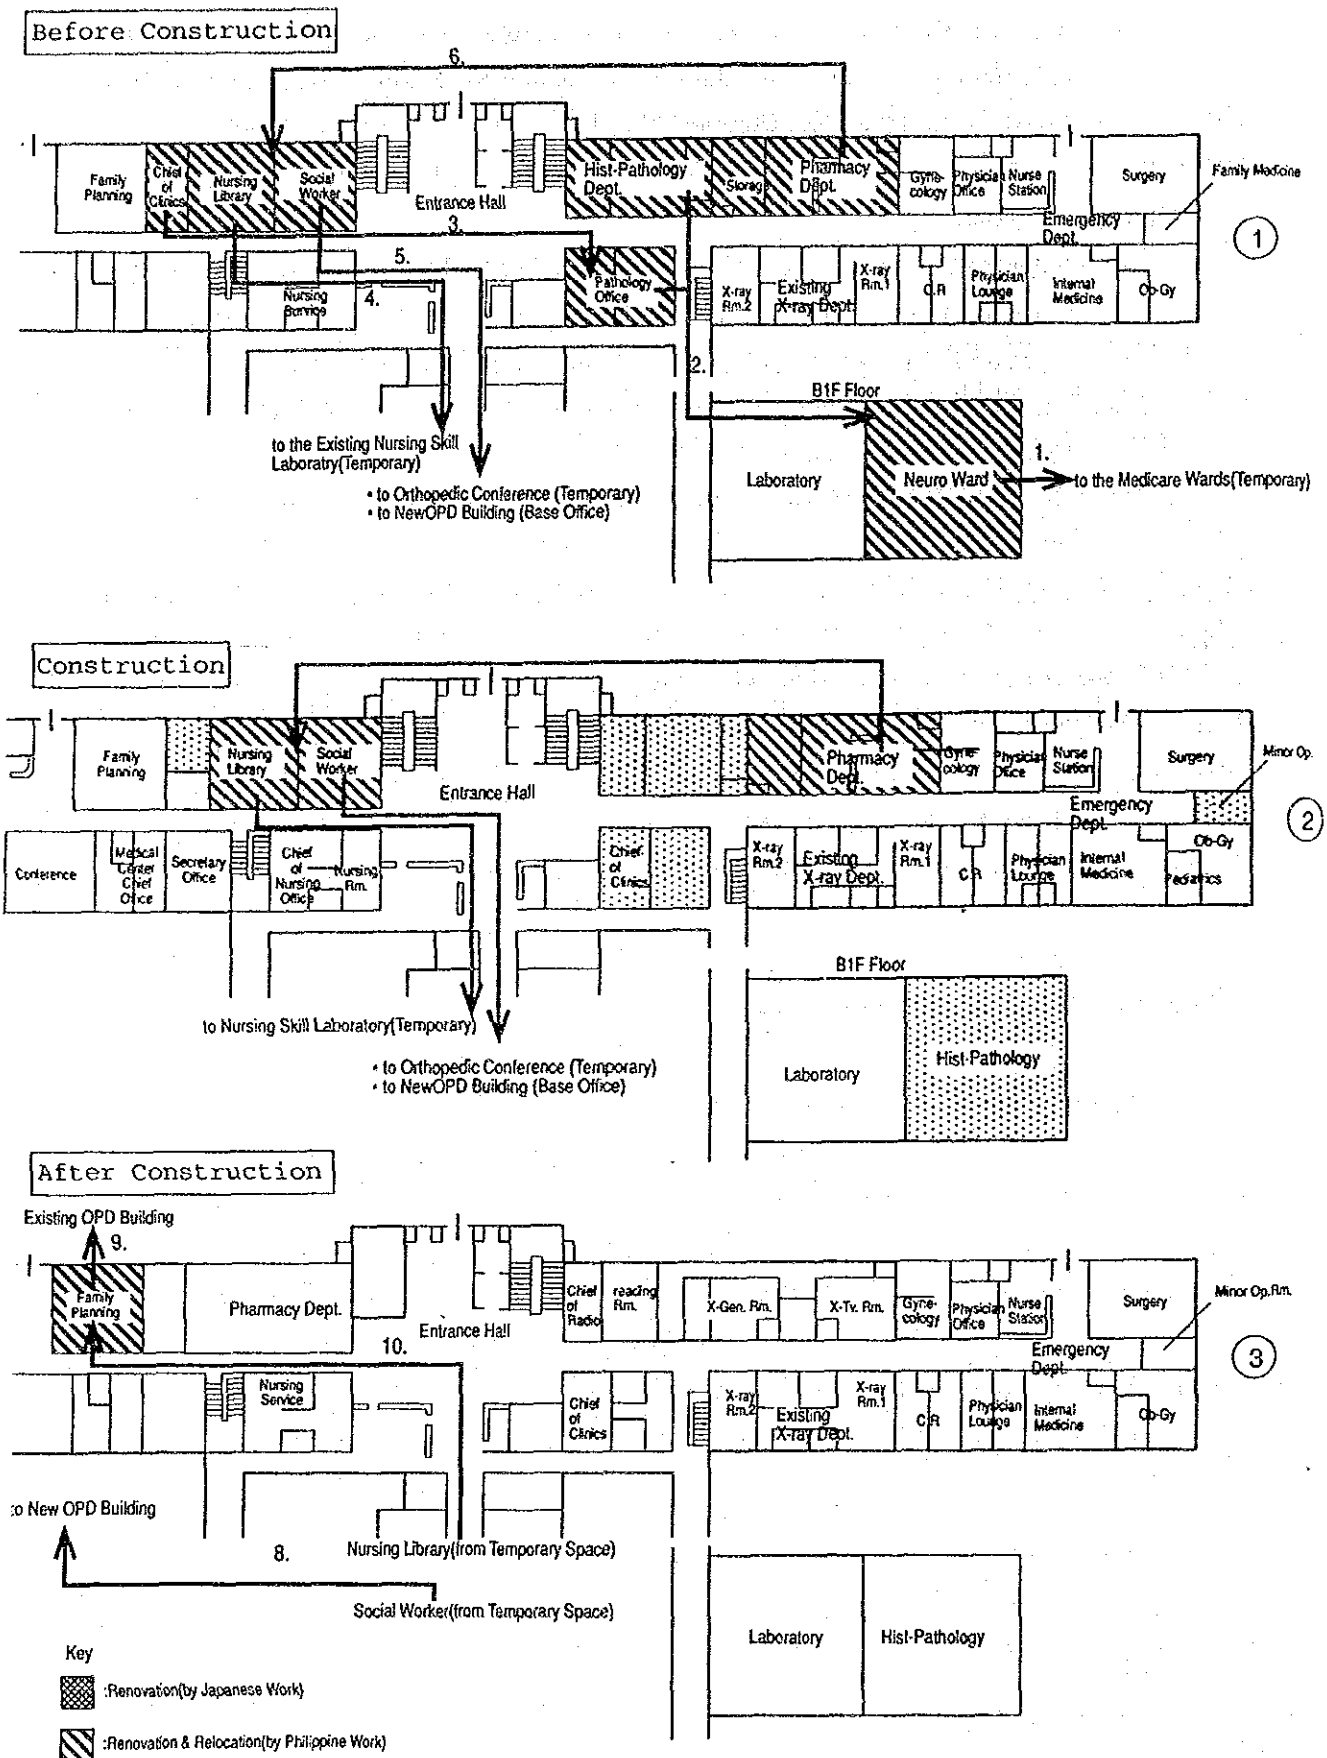 Before Construction
6.
Family
Planning
Chief
of
Clinics
Nursing
Library
Social
Worker
Entrance Hall
Hist-Pathology
Dept.
Storage
Pharmacy
Dept.
Gyne-
cology
Physician
Office
Nurse
Station
Surgery
Family Medicine
Emergency
Dept.
1
3.
5.
4.
Nursing
Service
Pathology
Office
X-ray
Rm.2
Existing
X-ray Dept.
X-ray
Rm.1
C.R
Physician
Lounge
Internal
Medicine
Ob-Gy
2.
B1F Floor
to the Existing Nursing Skill
Laboratry(Temporary)
• to Orthopedic Conference (Temporary)
• to NewOPD Building (Base Office)
Laboratory
Neuro Ward
1.
to the Medicare Wards(Temporary)
Construction
Family
Planning
Nursing
Library
Social
Worker
Entrance Hall
Pharmacy
Dept.
Gyne-
cology
Physician
Office
Nurse
Station
Surgery
Minor Op.
Emergency
Dept.
2
Conference
Medical
Center
Chief
Office
Secretary
Office
Chief
of
Nursing
Office
Nursing
Rm.
Chief
of
Clinics
X-ray
Rm.2
Existing
X-ray Dept.
X-ray
Rm.1
C.R
Physician
Lounge
Internal
Medicine
Ob-Gy
Pediatrics
B1F Floor
to Nursing Skill Laboratory(Temporary)
• to Orthopedic Conference (Temporary)
• to NewOPD Building (Base Office)
Laboratory
Hist-Pathology
After Construction
Existing OPD Building
9.
Family
Planning
Pharmacy Dept.
Entrance Hall
10.
Chief
of
Radio
reading
Rm.
X-Gen. Rm.
X-Tv. Rm.
Gyne-
cology
Physician
Office
Nurse
Station
Surgery
Minor Op.Rm.
Emergency
Dept.
3
Nursing
Service
Chief
of
Clinics
X-ray
Rm.2
Existing
X-ray Dept.
X-ray
Rm.1
C.R
Physician
Lounge
Internal
Medicine
Ob-Gy
to New OPD Building
8.
Nursing Library(from Temporary Space)
Social Worker(from Temporary Space)
Laboratory
Hist-Pathology
Key
:Renovation(by Japanese Work)
:Renovation & Relocation(by Philippine Work)